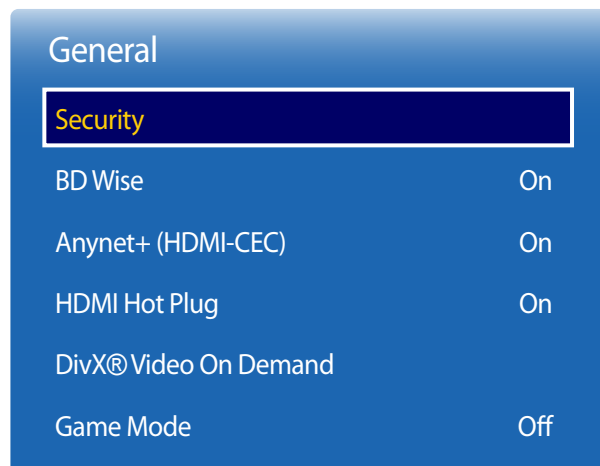 General
Security
BD Wise On
Anynet+ (HDMI-CEC) On
HDMI Hot Plug On
DivX® Video On Demand
Game Mode Off